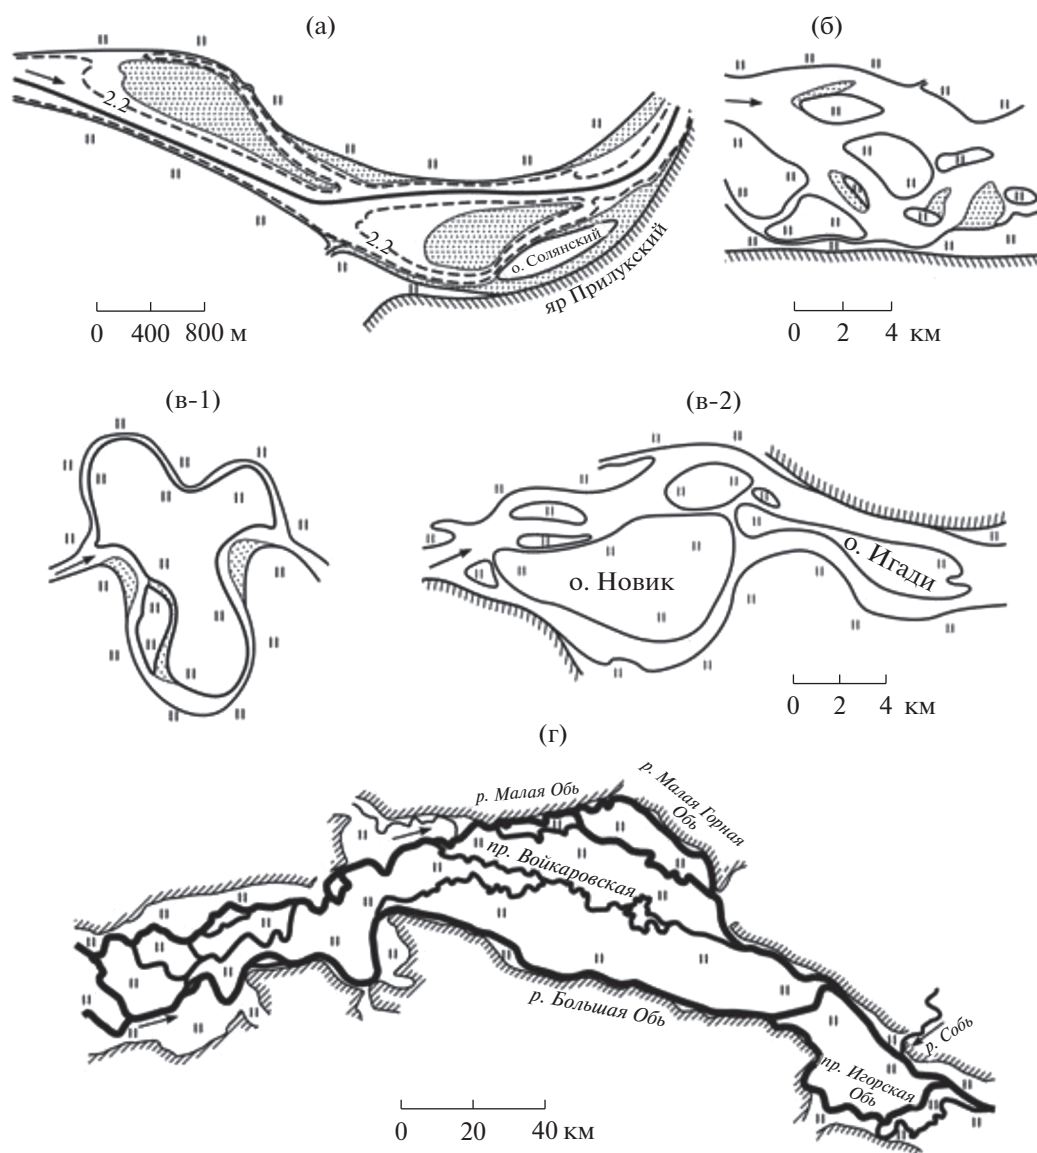 (а)
(б)
2.2
2.2
о. Солянский
яр Прилукский
0 400 800 м
0 2 4 км
(в-1)
(в-2)
о. Новик
о. Игади
0 2 4 км
(г)
р. Малая Обь
р. Малая Горная
Обь
пр. Войкаровская
р. Большая Обь
р. Собь
пр. Игорская
Обь
0 20 40 км